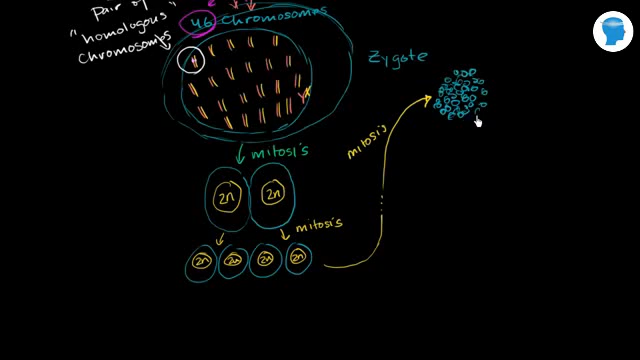 pair of
"homologous"
Chromosomes
46 Chromosomes
Y X
Zygote
mitosis
2n 2n
mitosis
2n 2n 2n 2n
mitosis